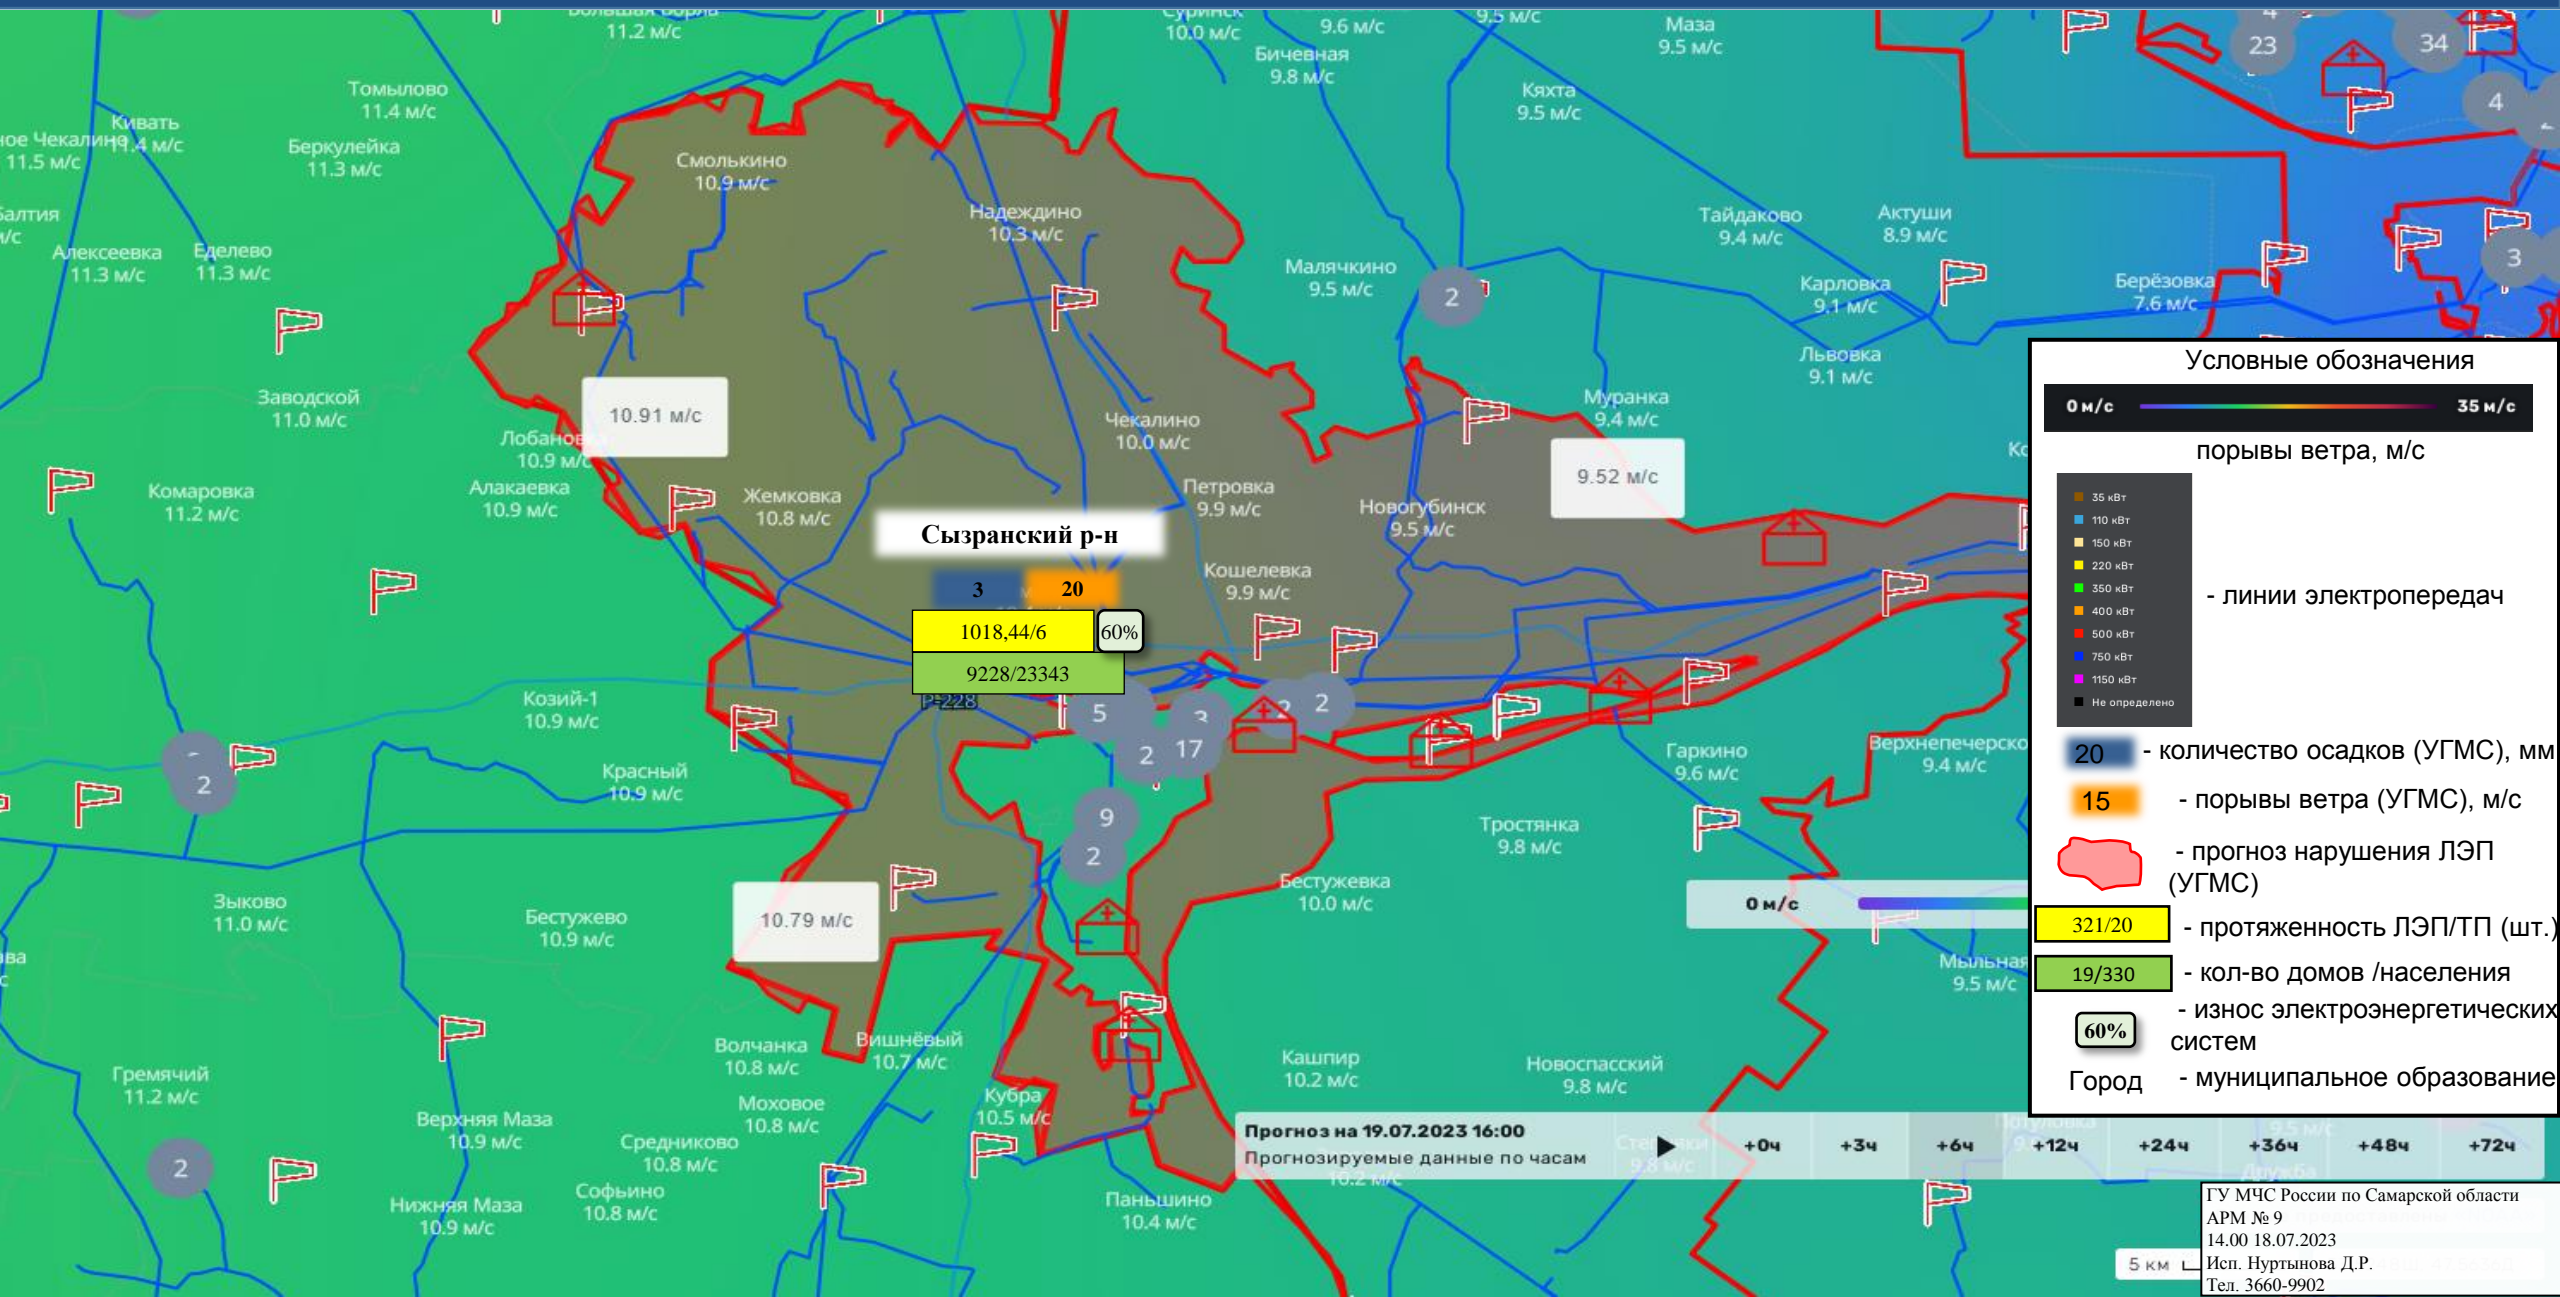 11.2 м/с
10.0 м/с
9.6 м/с
9.5 м/с
Маза
9.5 м/с
Бичевная
9.8 м/с
23
34
4
Томылово
11.4 м/с
Кяхта
9.5 м/с
Кивать
11.4 м/с
ное Чекалино
11.5 м/с
Беркулейка
11.3 м/с
Смолькино
10.9 м/с
Надеждино
10.3 м/с
Тайдаково
9.4 м/с
Актуши
8.9 м/с
Балтия
м/с
Алексеевка
11.3 м/с
Еделево
11.3 м/с
Малячкино
9.5 м/с
2
Карловка
9.1 м/с
Берёзовка
7.6 м/с
3
Львовка
9.1 м/с
Заводской
11.0 м/с
10.91 м/с
Чекалино
10.0 м/с
Муранка
9.4 м/с
Лобановка
10.9 м/с
9.52 м/с
Комаровка
11.2 м/с
Алакаевка
10.9 м/с
Жемковка
10.8 м/с
Петровка
9.9 м/с
Новогубинск
9.5 м/с
Сызранский р-н
3
20
Кошелевка
9.9 м/с
1018,44/6
60%
9228/23343
Р-228
Козий-1
10.9 м/с
5
3
2
2
2
17
Гаркино
9.6 м/с
Верхнепечерско
9.4 м/с
2
Красный
10.9 м/с
9
2
Тростянка
9.8 м/с
Зыково
11.0 м/с
Бестужево
10.9 м/с
10.79 м/с
Бестужевка
10.0 м/с
0 м/с
Мыльная
9.5 м/с
Волчанка
10.8 м/с
Вишнёвый
10.7 м/с
Кашпир
10.2 м/с
Новоспасский
9.8 м/с
Гремячий
11.2 м/с
Моховое
10.8 м/с
Кубра
10.5 м/с
Верхняя Маза
10.9 м/с
Средниково
10.8 м/с
2
Нижняя Маза
10.9 м/с
Софьино
10.8 м/с
Паньшино
10.4 м/с
Прогноз на 19.07.2023 16:00
Прогнозируемые данные по часам
+0ч +3ч +6ч +12ч +24ч +36ч +48ч +72ч
Условные обозначения
0 м/с 35 м/с
порывы ветра, м/с
35 кВт
110 кВт
150 кВт
220 кВт
350 кВт
400 кВт
500 кВт
750 кВт
1150 кВт
Не определено
- линии электропередач
20 - количество осадков (УГМС), мм
15 - порывы ветра (УГМС), м/с
- прогноз нарушения ЛЭП
(УГМС)
321/20 - протяженность ЛЭП/ТП (шт.)
19/330 - кол-во домов /населения
60% - износ электроэнергетических
систем
Город - муниципальное образование
5 км
ГУ МЧС России по Самарской области
АРМ № 9
14.00 18.07.2023
Исп. Нуртынова Д.Р.
Тел. 3660-9902